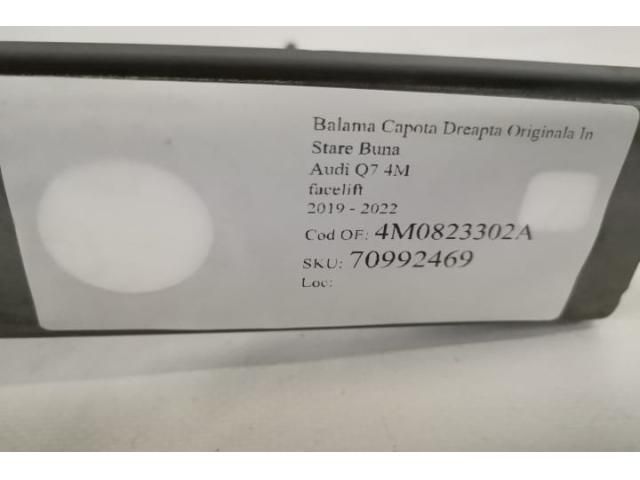 Balama Capota Dreapta Originala In
Stare Buna
Audi Q7 4M
facelift
2019 - 2022
Cod OE: 4M0823302A
SKU: 70992469
Loc: